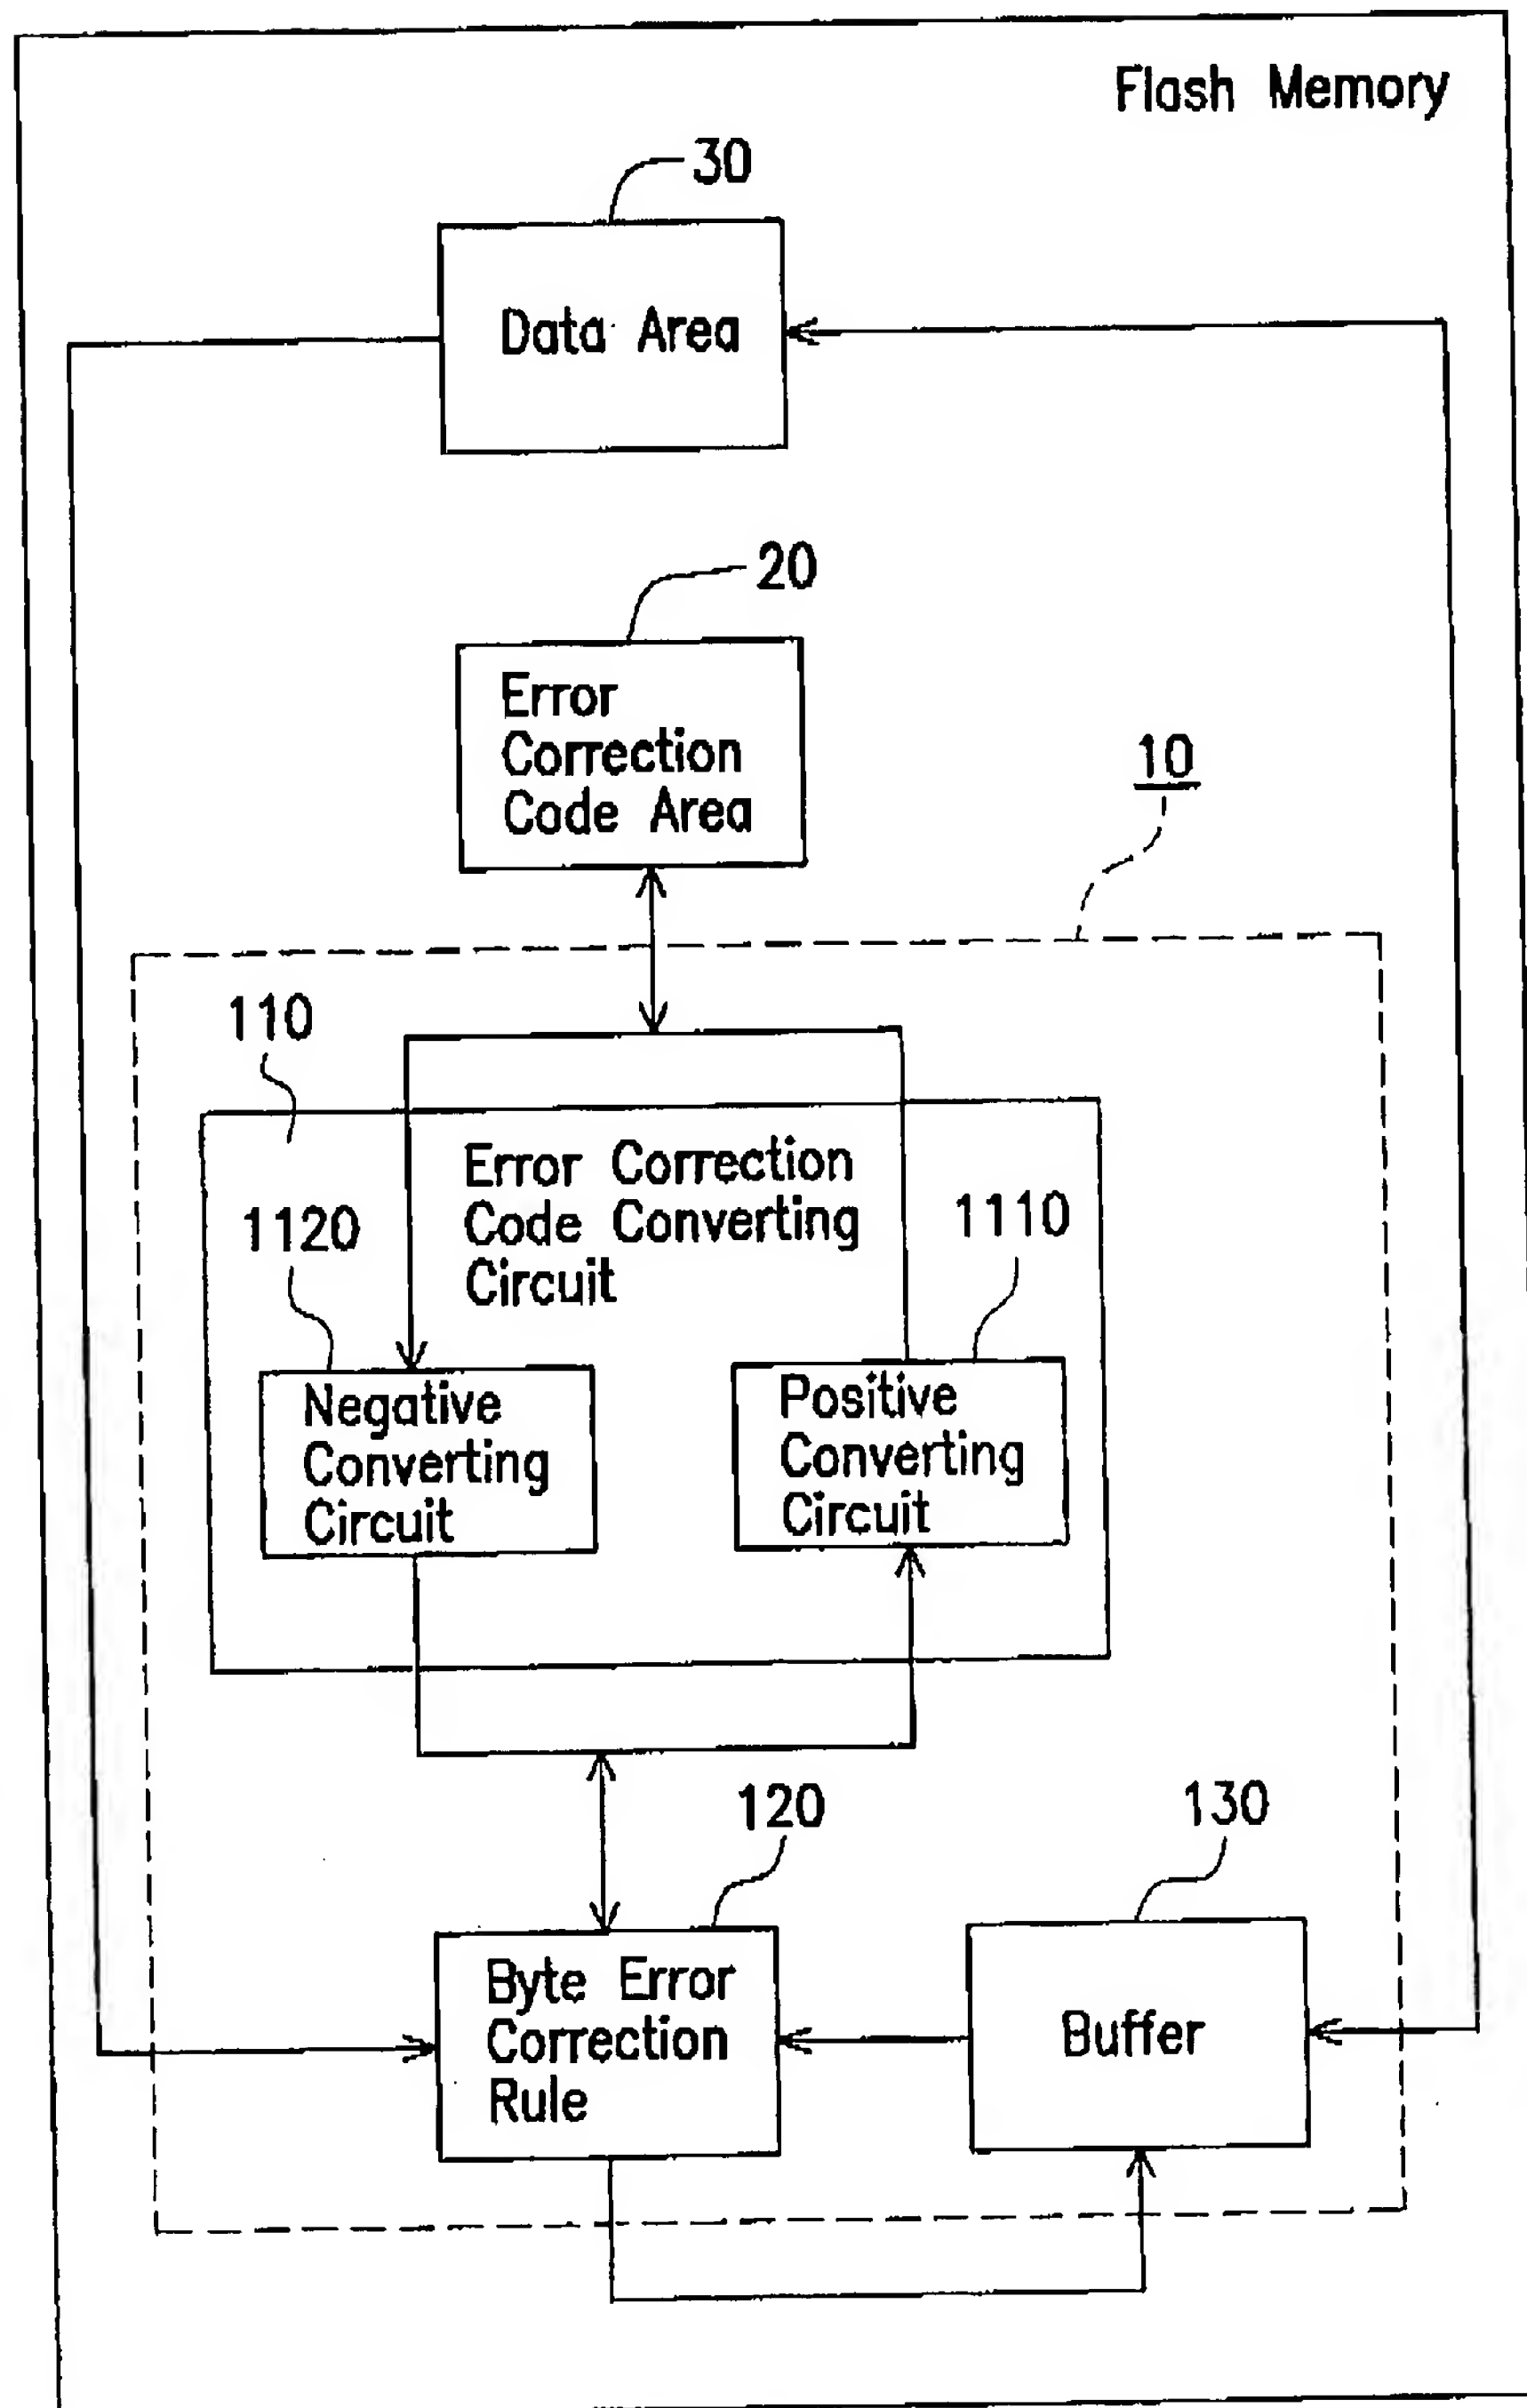 Flash Memory
30
Data Area
20
Error
Correction
Code Area
10
110
Error Correction
Code Converting
Circuit
1120
1110
Negative
Converting
Circuit
Positive
Converting
Circuit
120
130
Byte Error
Correction
Rule
Buffer